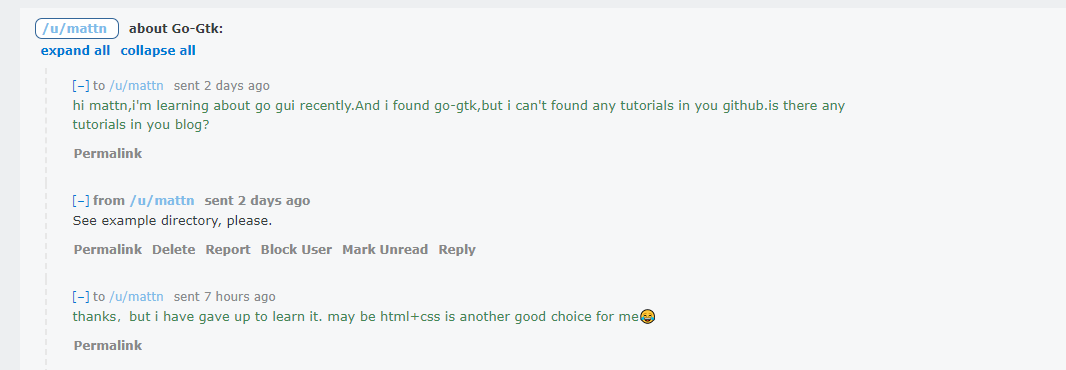 /u/mattn about Go-Gtk:
expand all collapse all
[–] to /u/mattn sent 2 days ago
hi mattn,i'm learning about go gui recently.And i found go-gtk,but i can't found any tutorials in you github.is there any
tutorials in you blog?
Permalink
[–] from /u/mattn sent 2 days ago
See example directory, please.
Permalink Delete Report Block User Mark Unread Reply
[–] to /u/mattn sent 7 hours ago
thanks，but i have gave up to learn it. may be html+css is another good choice for me😂
Permalink